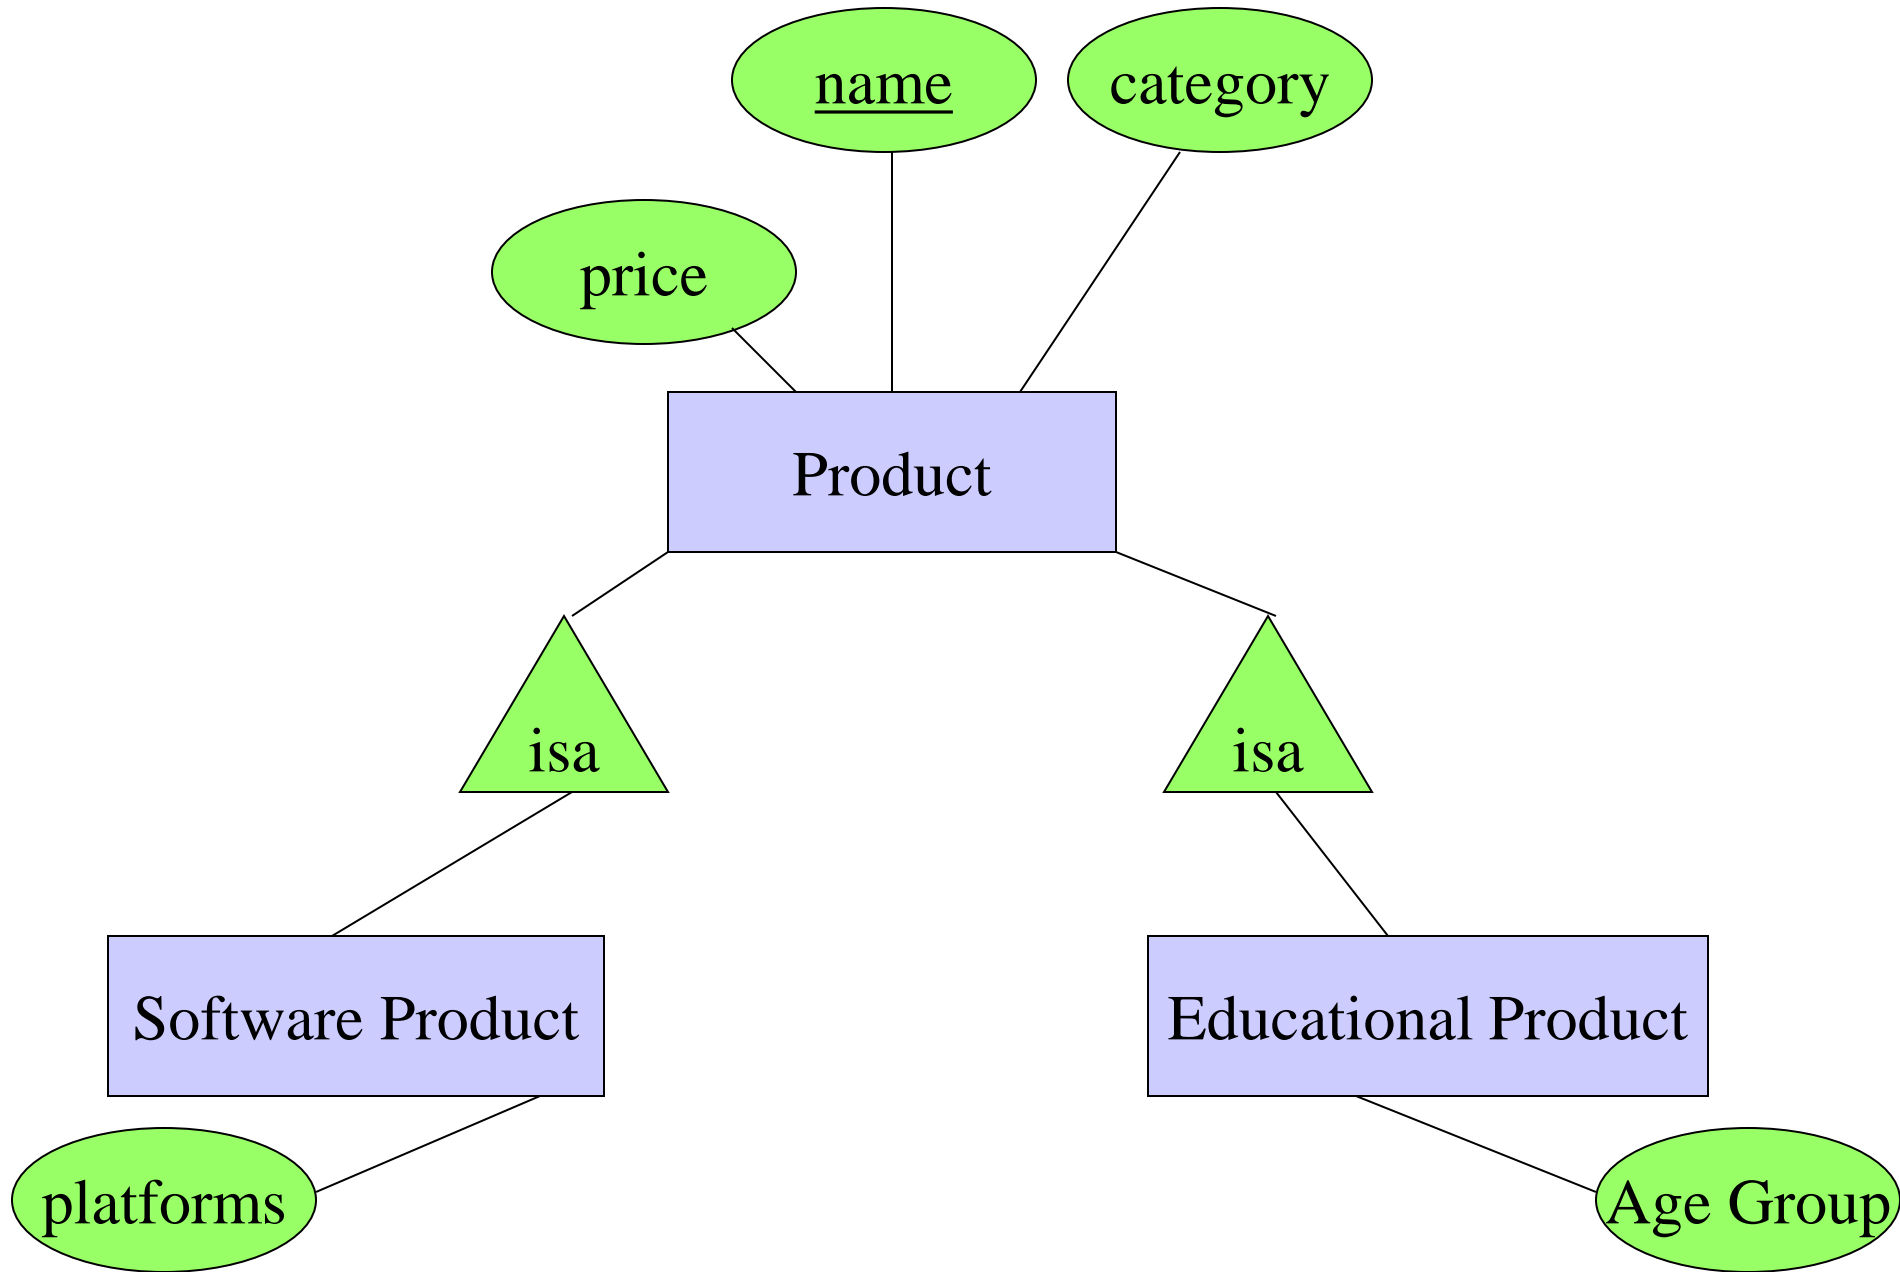 name
category
price
Product
isa
isa
Software Product
Educational Product
platforms
Age Group